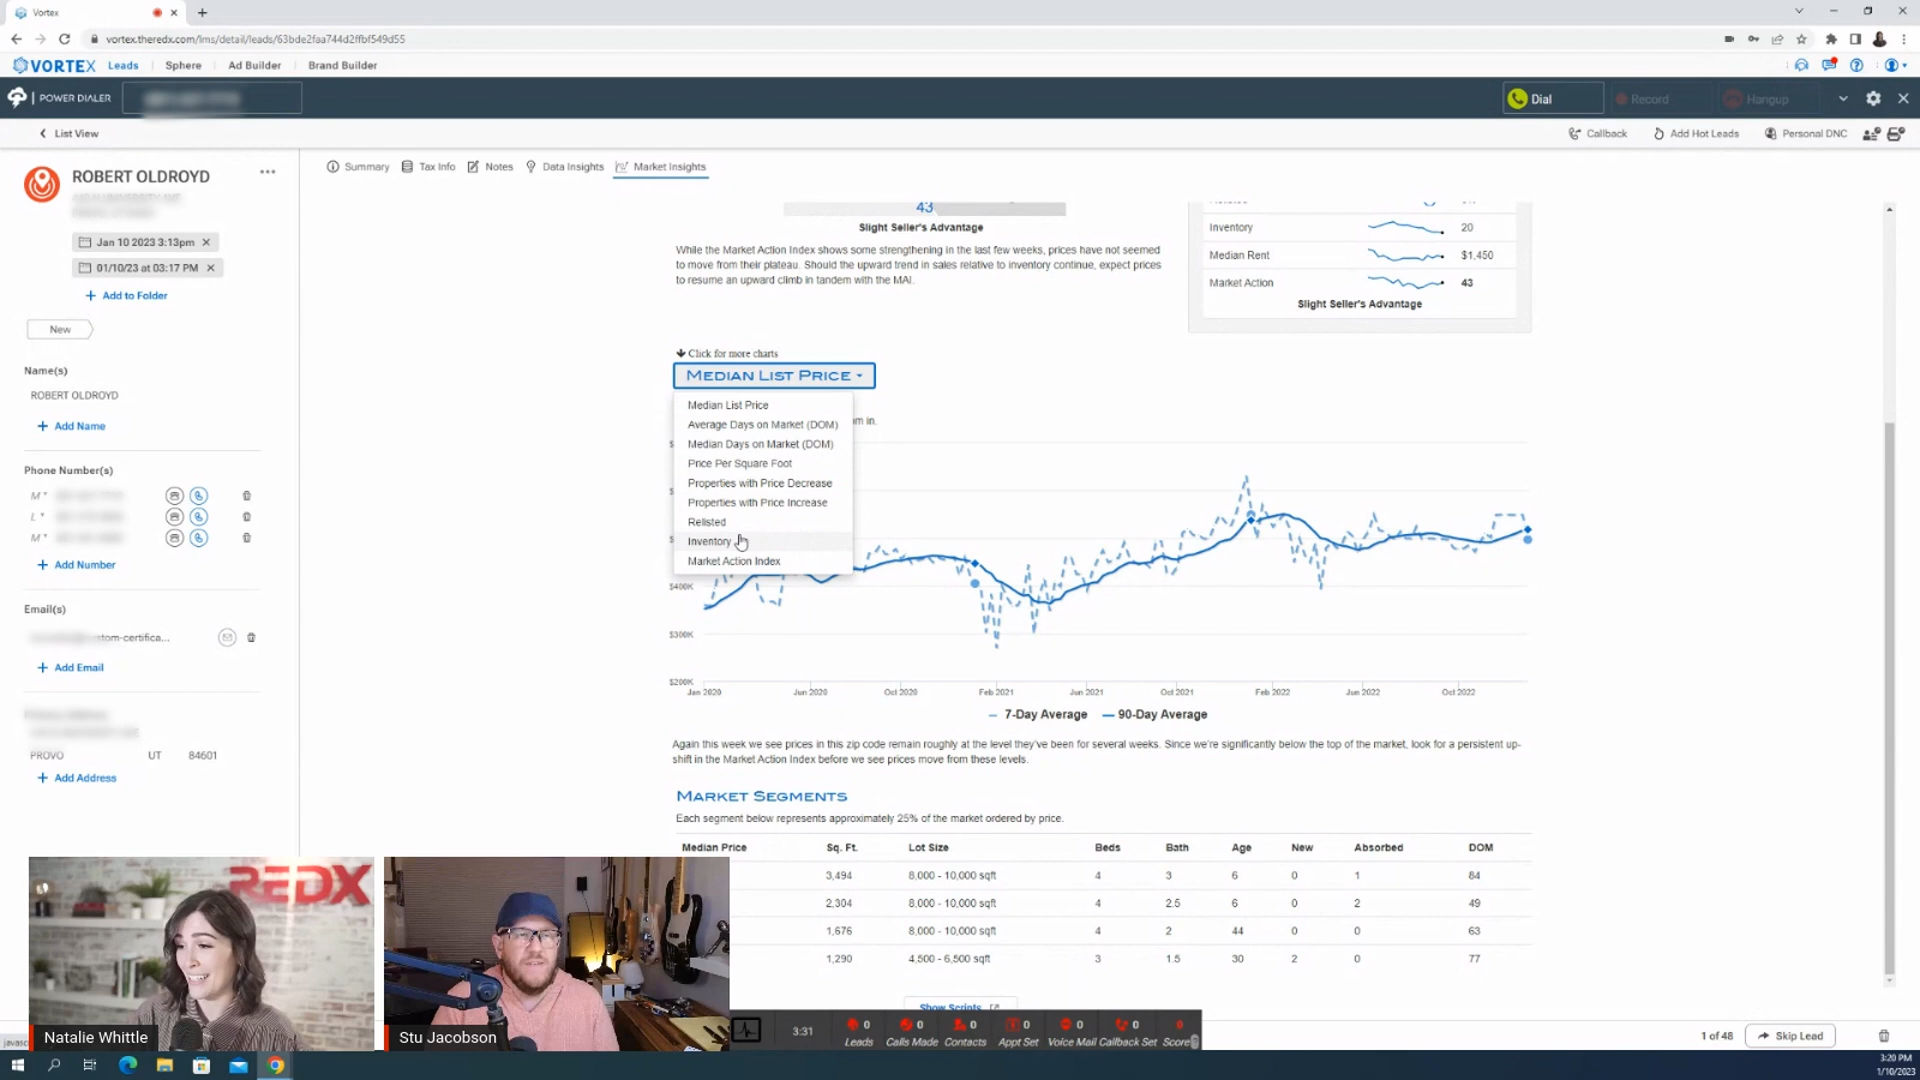 Vortex
vortex.theredx.com/lms/detail/leads/63bde2faa744d2ffbf549d55
VORTEX Leads Sphere Ad Builder Brand Builder
POWER DIALER
Dial Record Hangup
List View
Callback Add Hot Leads Personal DNC
ROBERT OLDROYD
Jan 10 2023 3:13pm
01/10/23 at 03:17 PM
Add to Folder
New
Name(s)
ROBERT OLDROYD
Add Name
Phone Number(s)
M *
L *
M *
Add Number
Email(s)
tom-certifica...
Add Email
PROVO UT 84601
Add Address
Summary Tax Info Notes Data Insights Market Insights
43
Slight Seller's Advantage
While the Market Action Index shows some strengthening in the last few weeks, prices have not seemed
to move from their plateau. Should the upward trend in sales relative to inventory continue, expect prices
to resume an upward climb in tandem with the MAI.
Inventory 20
Median Rent $1,450
Market Action 43
Slight Seller's Advantage
Click for more charts
MEDIAN LIST PRICE
Median List Price
Average Days on Market (DOM)
Median Days on Market (DOM)
Price Per Square Foot
Properties with Price Decrease
Properties with Price Increase
Relisted
Inventory
Market Action Index
m in.
$400K
$300K
$200K
Jan 2020 Jun 2020 Oct 2020 Feb 2021 Jun 2021 Oct 2021 Feb 2022 Jun 2022 Oct 2022
7-Day Average 90-Day Average
Again this week we see prices in this zip code remain roughly at the level they've been for several weeks. Since we're significantly below the top of the market, look for a persistent up-
shift in the Market Action Index before we see prices move from these levels.
MARKET SEGMENTS
Each segment below represents approximately 25% of the market ordered by price.
Median Price Sq. Ft. Lot Size Beds Bath Age New Absorbed DOM
3,494 8,000 - 10,000 sqft 4 3 6 0 1 84
2,304 8,000 - 10,000 sqft 4 2.5 6 0 2 49
1,676 8,000 - 10,000 sqft 4 2 44 0 0 63
1,290 4,500 - 6,500 sqft 3 1.5 30 2 0 77
Show Scripts
REDX
Natalie Whittle
Stu Jacobson
javasc
3:31
0 0 0 0 0 0 0
Leads Calls Made Contacts Appt Set Voice Mail Callback Set Score
1 of 48 Skip Lead
3:20 PM
1/10/2023